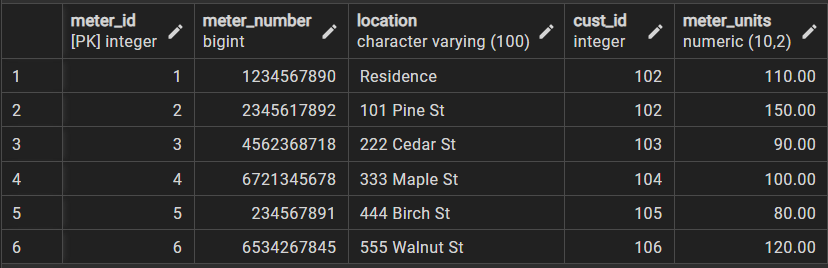 meter_id meter_number location cust_id meter_units
[PK] integer bigint character varying (100) integer numeric (10,2)
1 1 1234567890 Residence 102 110.00
2 2 2345617892 101 Pine St 102 150.00
3 3 4562368718 222 Cedar St 103 90.00
4 4 6721345678 333 Maple St 104 100.00
5 5 234567891 444 Birch St 105 80.00
6 6 6534267845 555 Walnut St 106 120.00